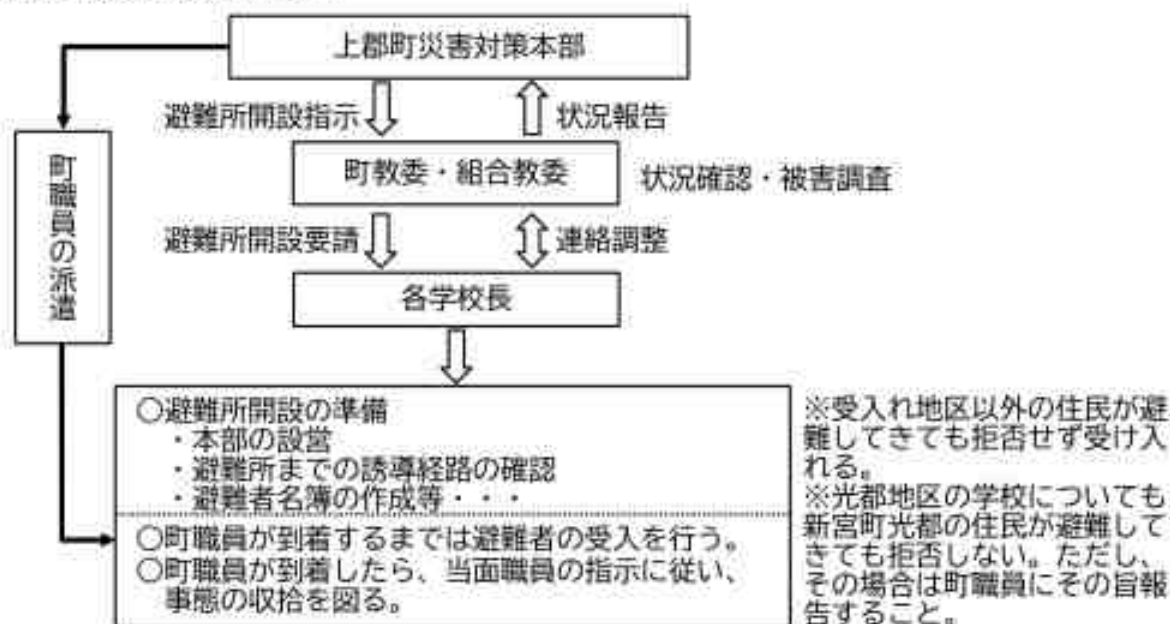 上郡町災害対策本部
避難所開設指示
状況報告
町教委・組合教委
状況確認・被害調査
町職員の派遣
避難所開設要請
連絡調整
各学校長
○避難所開設の準備
・本部の設営
・避難所までの誘導経路の確認
・避難者名簿の作成等・・・
○町職員が到着するまでは避難者の受入を行う。
○町職員が到着したら、当面職員の指示に従い、
事態の収拾を図る。
※受入れ地区以外の住民が避
難してきても拒否せず受け入
れる。
※光都地区の学校についても
新宮町光都の住民が避難して
きても拒否しない。ただし、
その場合は町職員にその旨報
告すること。